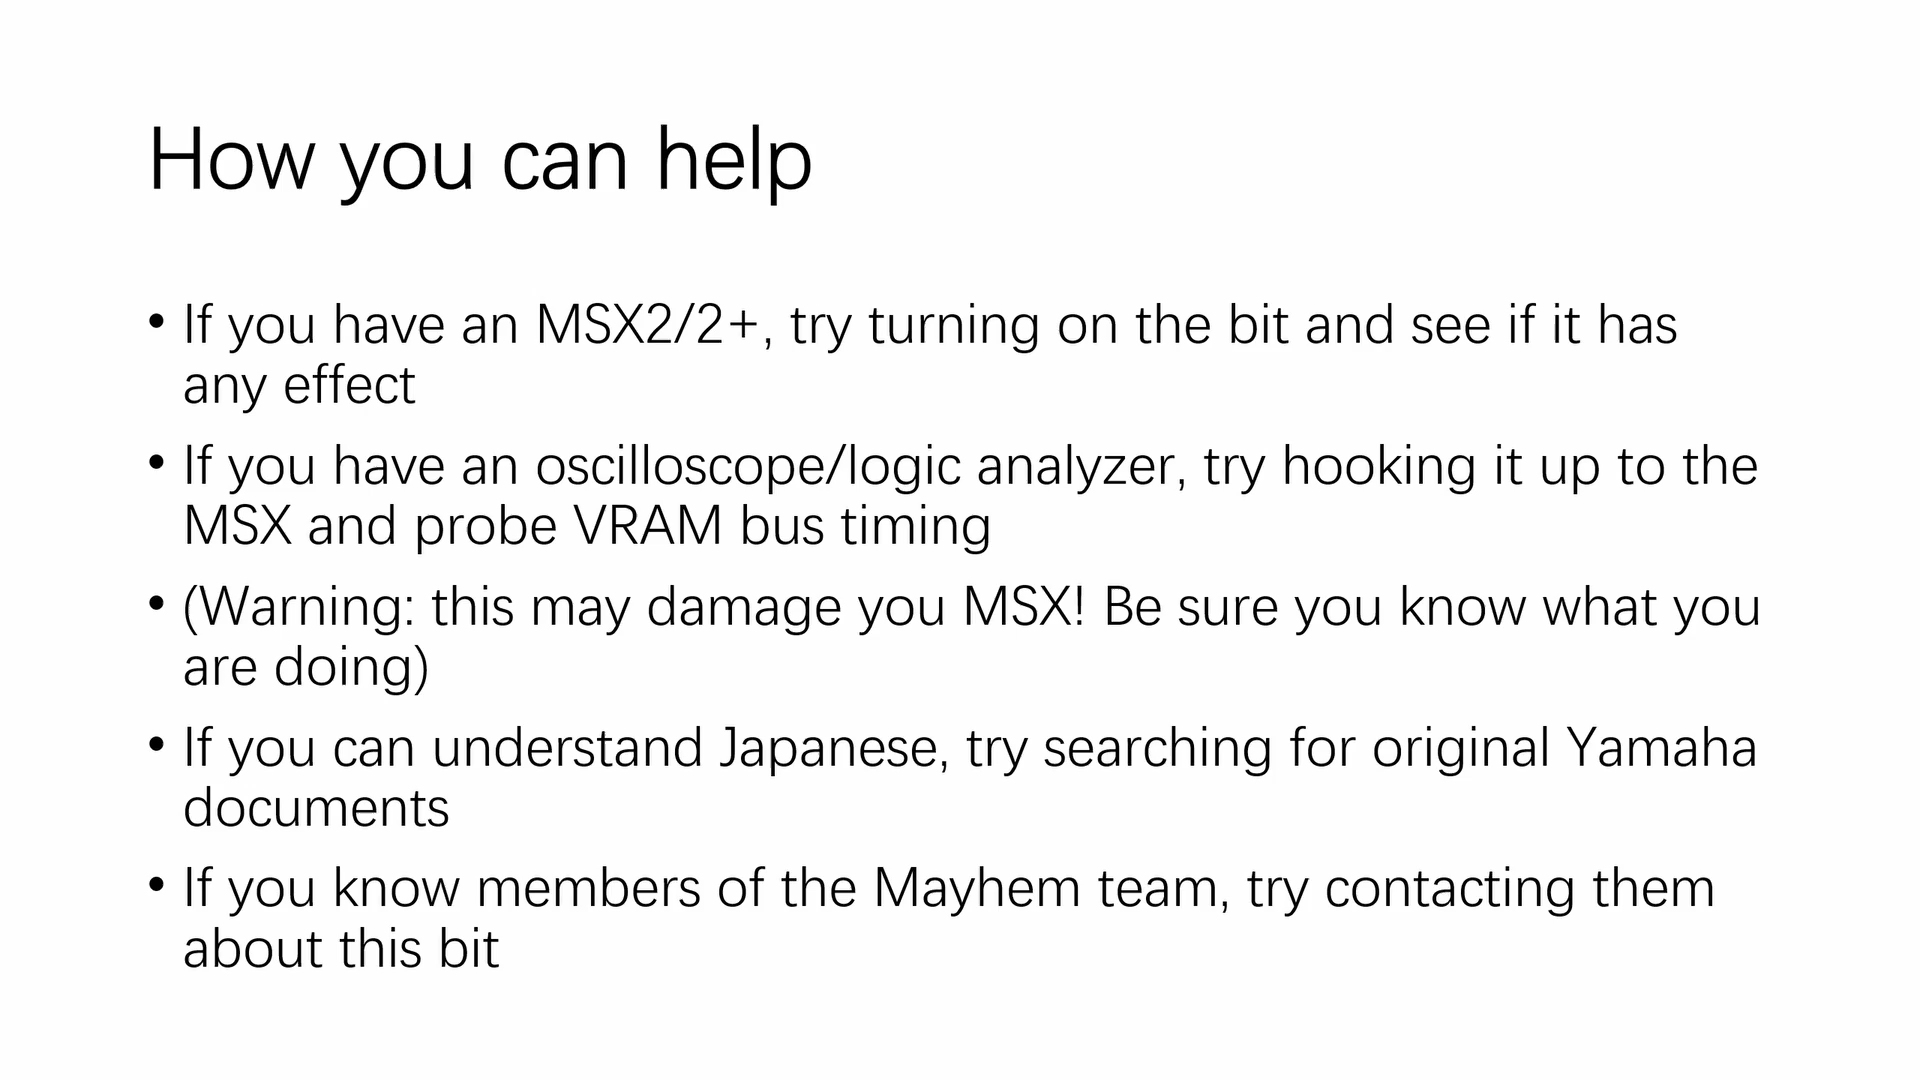 How you can help
• If you have an MSX2/2+, try turning on the bit and see if it has
any effect
• If you have an oscilloscope/logic analyzer, try hooking it up to the
MSX and probe VRAM bus timing
• (Warning: this may damage you MSX! Be sure you know what you
are doing)
• If you can understand Japanese, try searching for original Yamaha
documents
• If you know members of the Mayhem team, try contacting them
about this bit